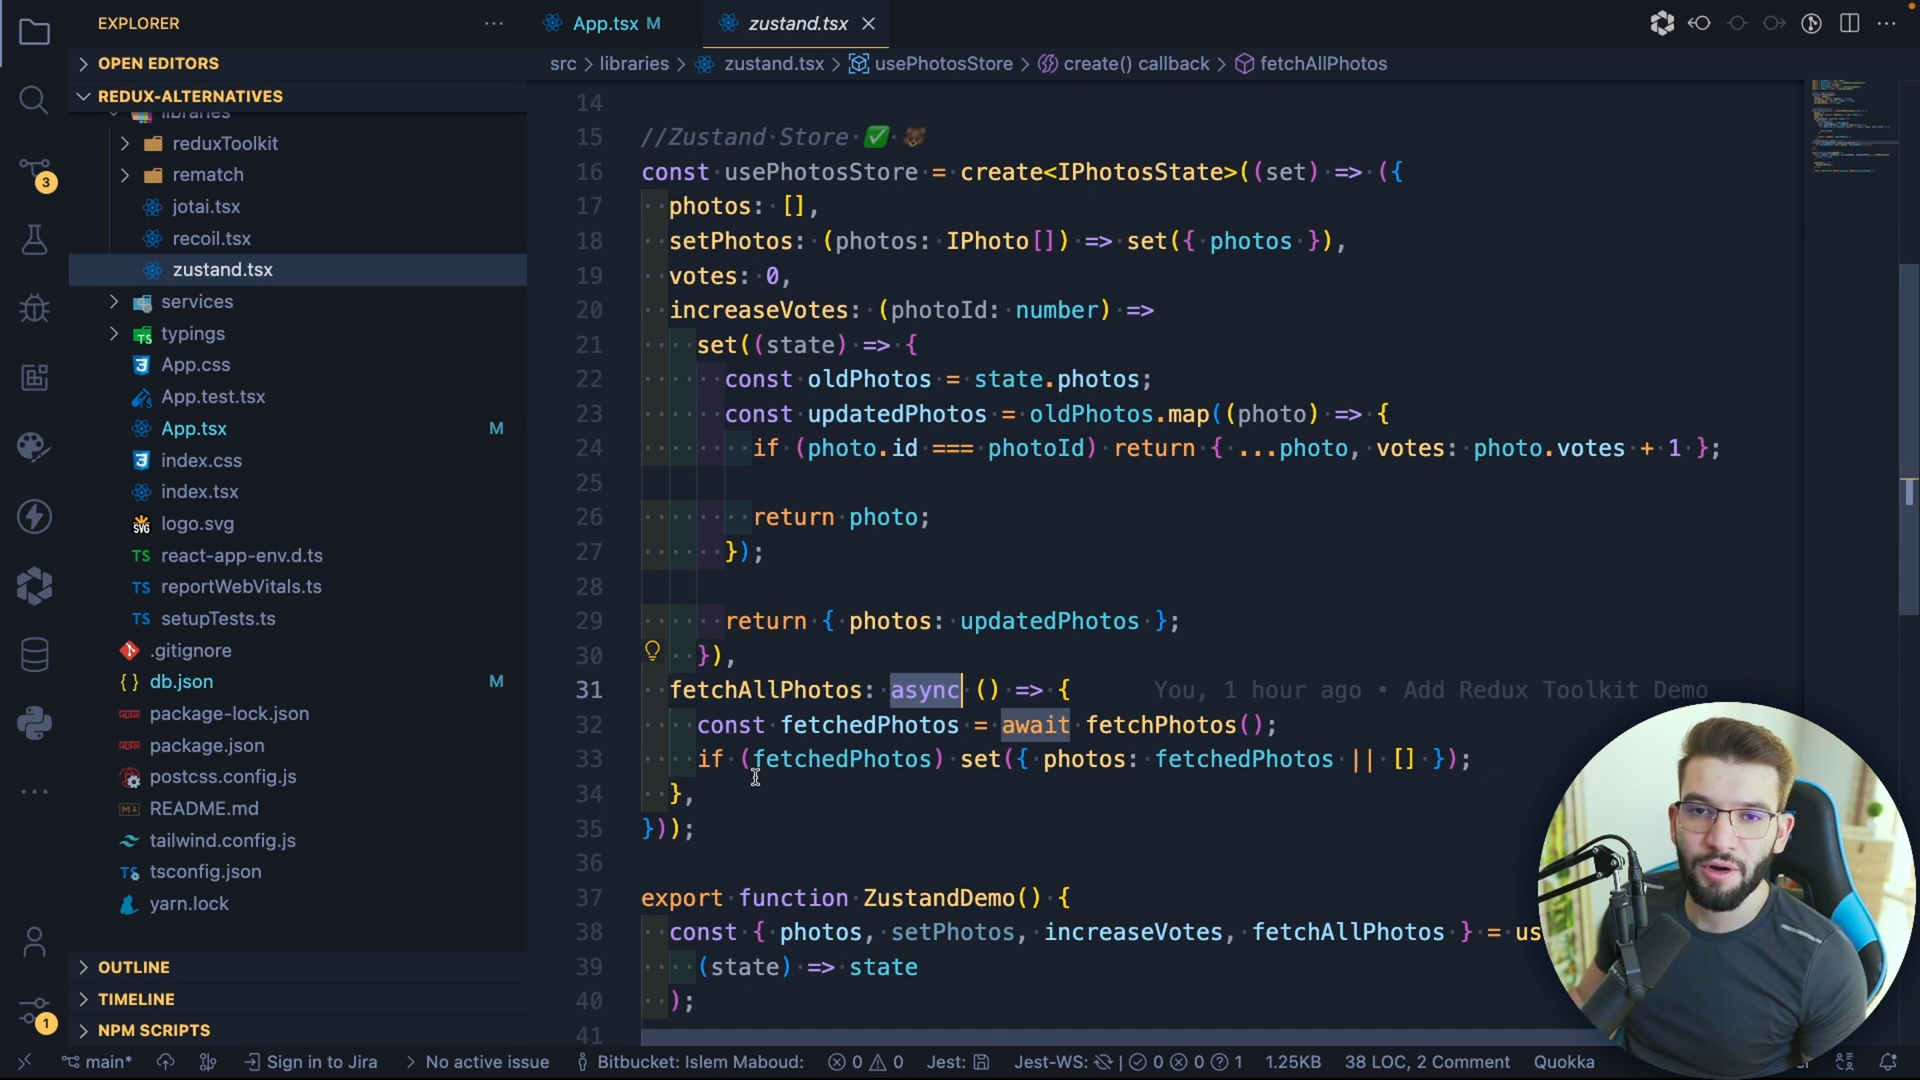 EXPLORER
OPEN EDITORS
REDUX-ALTERNATIVES
libraries
reduxToolkit
rematch
jotai.tsx
recoil.tsx
zustand.tsx
services
typings
App.css
App.test.tsx
App.tsx M
index.css
index.tsx
logo.svg
react-app-env.d.ts
reportWebVitals.ts
setupTests.ts
.gitignore
db.json M
package-lock.json
package.json
postcss.config.js
README.md
tailwind.config.js
tsconfig.json
yarn.lock
OUTLINE
TIMELINE
NPM SCRIPTS
3
1
App.tsx M
zustand.tsx
src > libraries > zustand.tsx > usePhotosStore > create() callback > fetchAllPhotos
14
15 //Zustand Store ✅ 🐻
16 const usePhotosStore = create<IPhotosState>((set) => ({
17 photos: [],
18 setPhotos: (photos: IPhoto[]) => set({ photos }),
19 votes: 0,
20 increaseVotes: (photoId: number) =>
21 set((state) => {
22 const oldPhotos = state.photos;
23 const updatedPhotos = oldPhotos.map((photo) => {
24 if (photo.id === photoId) return { ...photo, votes: photo.votes + 1 };
25
26 return photo;
27 });
28
29 return { photos: updatedPhotos };
30 }),
31 fetchAllPhotos: async () => { You, 1 hour ago • Add Redux Toolkit Demo
32 const fetchedPhotos = await fetchPhotos();
33 if (fetchedPhotos) set({ photos: fetchedPhotos || [] });
34 },
35 }));
36
37 export function ZustandDemo() {
38 const { photos, setPhotos, increaseVotes, fetchAllPhotos } = us
39 (state) => state
40 );
41
main* Sign in to Jira > No active issue Bitbucket: Islem Maboud: 0 0 Jest: Jest-WS: | 0 0 1 1.25KB 38 LOC, 2 Comment Quokka